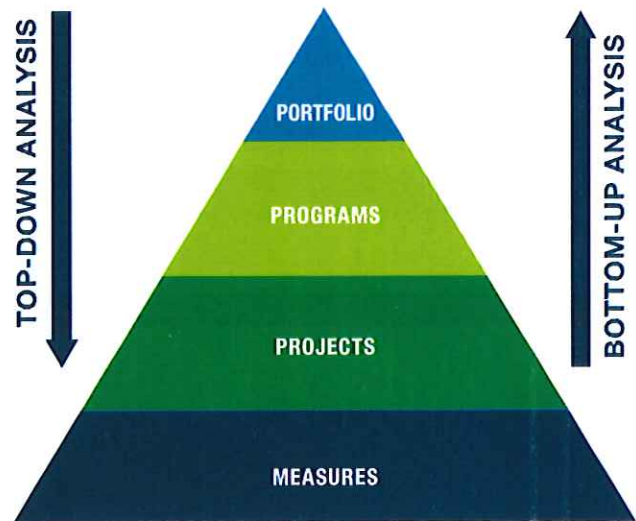 TOP-DOWN ANALYSIS
PORTFOLIO
PROGRAMS
PROJECTS
MEASURES
BOTTOM-UP ANALYSIS